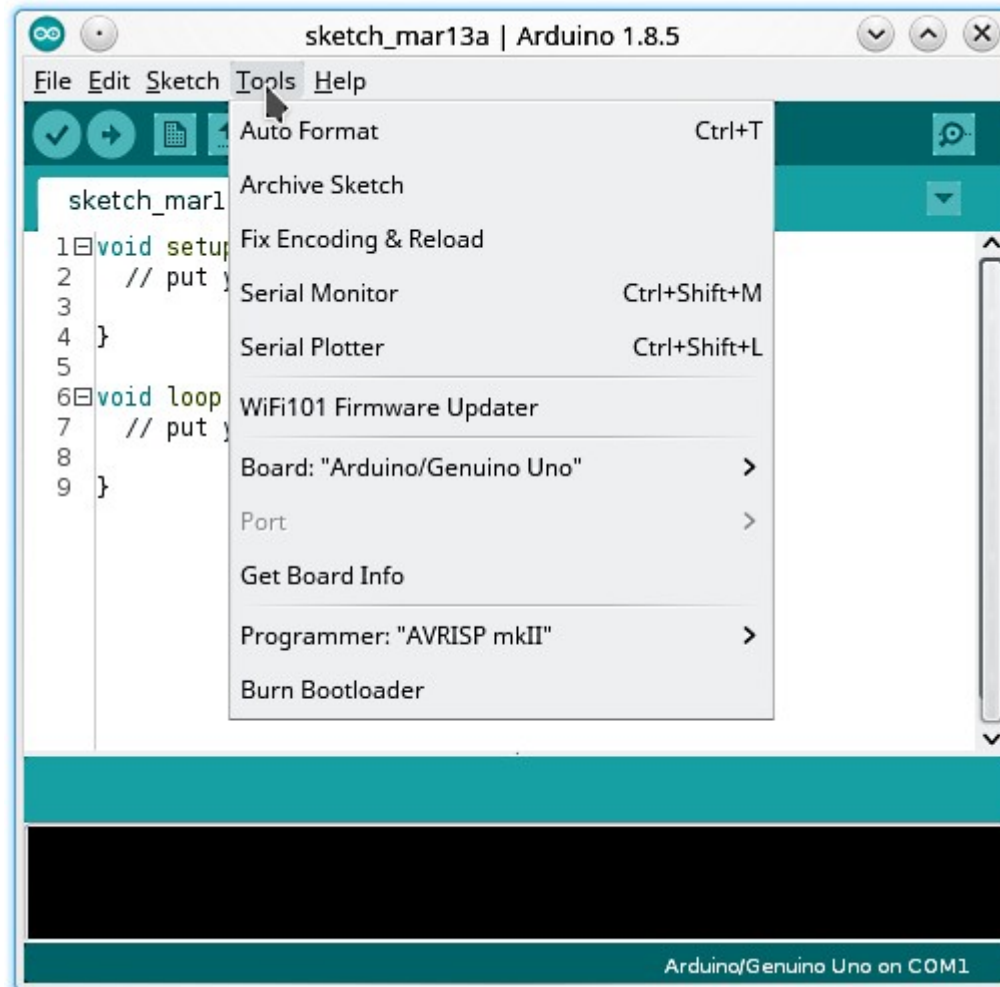 sketch_mar13a | Arduino 1.8.5
File Edit Sketch Tools Help
Auto Format Ctrl+T
Archive Sketch
Fix Encoding & Reload
Serial Monitor Ctrl+Shift+M
Serial Plotter Ctrl+Shift+L
WiFi101 Firmware Updater
Board: "Arduino/Genuino Uno"
Port
Get Board Info
Programmer: "AVRISP mkII"
Burn Bootloader
sketch_mar1
1 void setup
2 // put
3
4 }
5
6 void loop
7 // put
8
9 }
Arduino/Genuino Uno on COM1